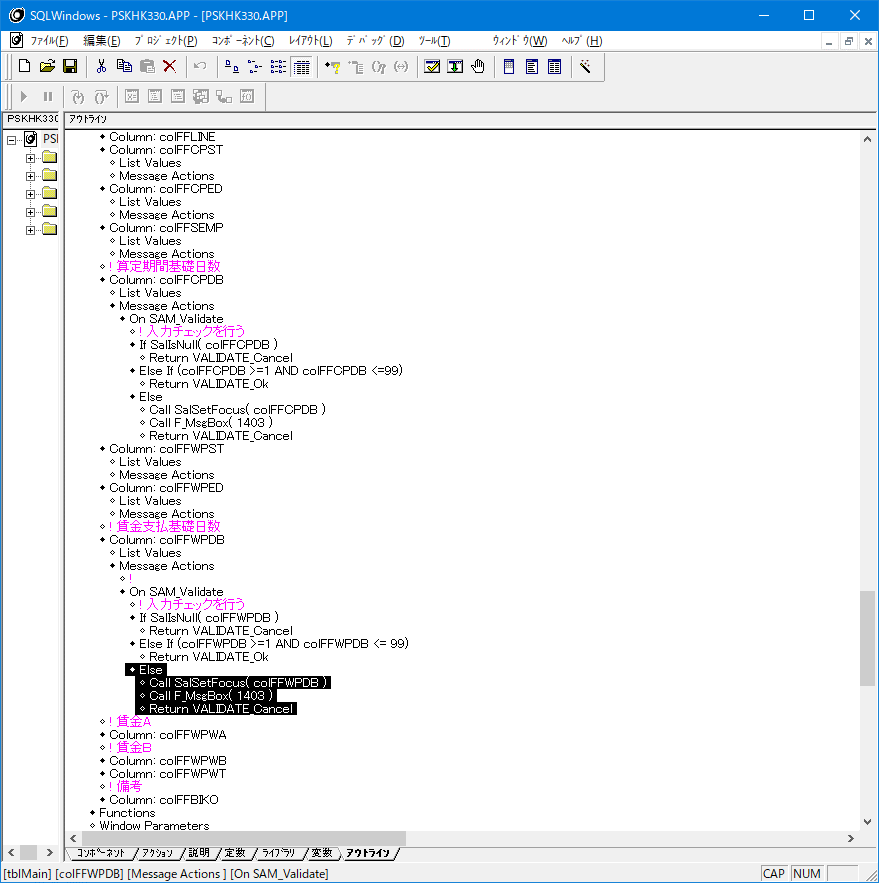 SQLWindows - PSKHK330.APP - [PSKHK330.APP]
ﾌｧｲﾙ(F) 編集(E) ﾌﾟﾛｼﾞｪｸﾄ(P) ｺﾝﾎﾟｰﾈﾝﾄ(C) ﾚｲｱｳﾄ(L) ﾃﾞﾊﾞｯｸﾞ(D) ﾂｰﾙ(T) ｳｨﾝﾄﾞｳ(W) ﾍﾙﾌﾟ(H)
PSKHK330
ｱｳﾄﾗｲﾝ
PSK
Column: colFFLINE
Column: colFFCPST
List Values
Message Actions
Column: colFFCPED
List Values
Message Actions
Column: colFFSEMP
List Values
Message Actions
! 算定期間基礎日数
Column: colFFCPDB
List Values
Message Actions
On SAM_Validate
! 入力チェックを行う
If SalIsNull( colFFCPDB )
Return VALIDATE_Cancel
Else If (colFFCPDB >=1 AND colFFCPDB <=99)
Return VALIDATE_Ok
Else
Call SalSetFocus( colFFCPDB )
Call F_MsgBox( 1403 )
Return VALIDATE_Cancel
Column: colFFWPST
List Values
Message Actions
Column: colFFWPED
List Values
Message Actions
! 賃金支払基礎日数
Column: colFFWPDB
List Values
Message Actions
!
On SAM_Validate
! 入力チェックを行う
If SalIsNull( colFFWPDB )
Return VALIDATE_Cancel
Else If (colFFWPDB >=1 AND colFFWPDB <= 99)
Return VALIDATE_Ok
Else
Call SalSetFocus( colFFWPDB )
Call F_MsgBox( 1403 )
Return VALIDATE_Cancel
! 賃金A
Column: colFFWPWA
! 賃金B
Column: colFFWPWB
Column: colFFWPWT
! 備考
Column: colFFBIKO
Functions
Window Parameters
ｺﾝﾎﾟｰﾈﾝﾄ ｱｸｼｮﾝ 説明 定数 ﾗｲﾌﾞﾗﾘ 変数 ｱｳﾄﾗｲﾝ
[tblMain] [colFFWPDB] [Message Actions ] [On SAM_Validate] CAP NUM